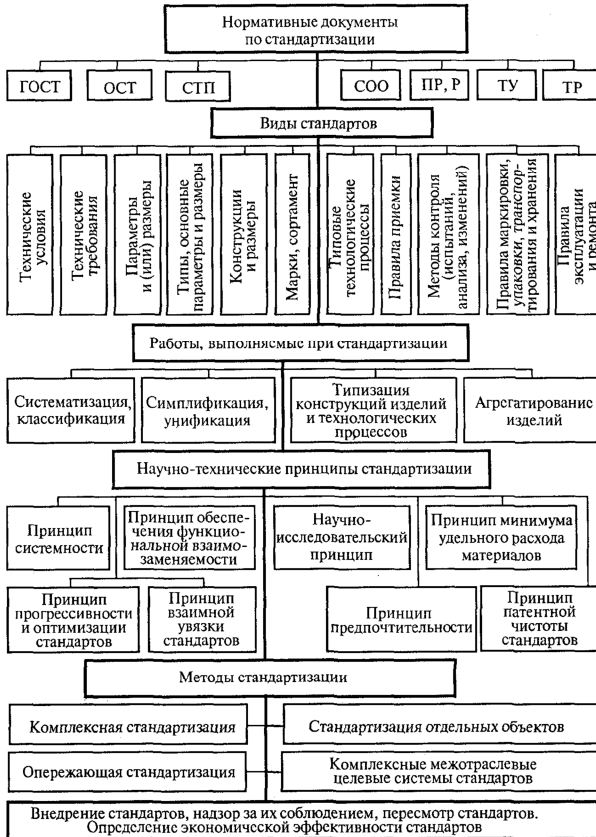 Нормативные документы
по стандартизации
ГОСТ
ОСТ
СТП
СОО
ПР, Р
ТУ
ТР
Виды стандартов
Технические
условия
Технические
требования
Параметры
и (или) размеры
Типы, основные
параметры и размеры
Конструкции
и размеры
Марки, сортамент
Типовые
технологические
процессы
Правила приемки
Методы контроля
(испытаний,
анализа, изменений)
Правила маркировки,
упаковки, транспор-
тирования и хранения
Правила
эксплуатации
и ремонта
Работы, выполняемые при стандартизации
Систематизация,
классификация
Симплификация,
унификация
Типизация
конструкций изделий
и технологических
процессов
Агрегатирование
изделий
Научно-технические принципы стандартизации
Принцип
системности
Принцип обеспе-
чения функцио-
нальной взаимо-
заменяемости
Научно-
исследовательский
принцип
Принцип минимума
удельного расхода
материалов
Принцип
прогрессивности
и оптимизации
стандартов
Принцип
взаимной
увязки
стандартов
Принцип
предпочтительности
Принцип
патентной
чистоты
стандартов
Методы стандартизации
Комплексная стандартизация
Стандартизация отдельных объектов
Опережающая стандартизация
Комплексные межотраслевые
целевые системы стандартов
Внедрение стандартов, надзор за их соблюдением, пересмотр стандартов.
Определение экономической эффективности стандартов